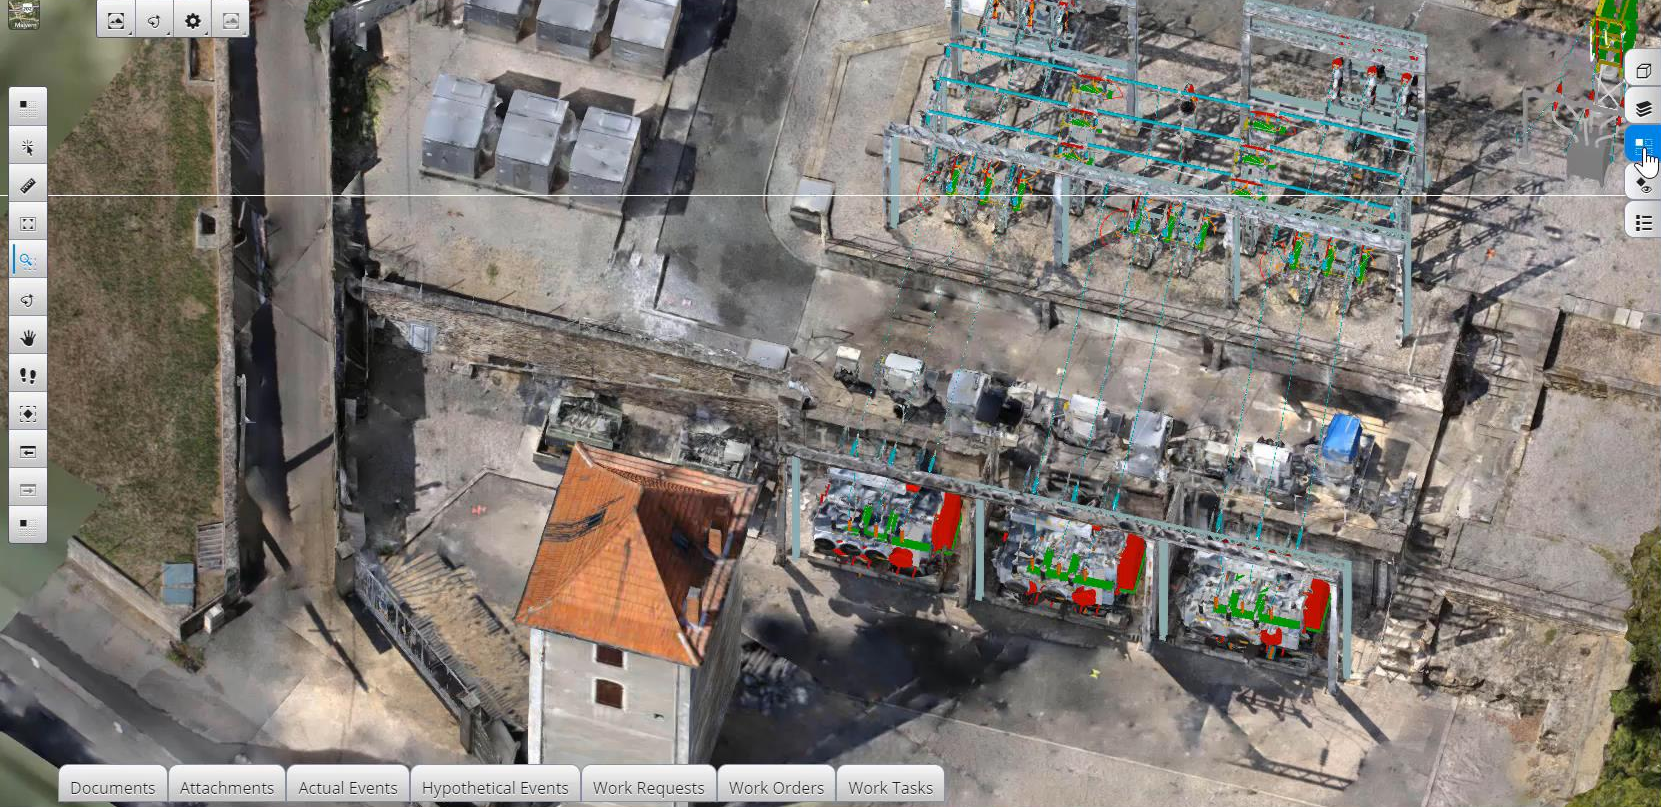 Documents
Attachments
Actual Events
Hypothetical Events
Work Requests
Work Orders
Work Tasks